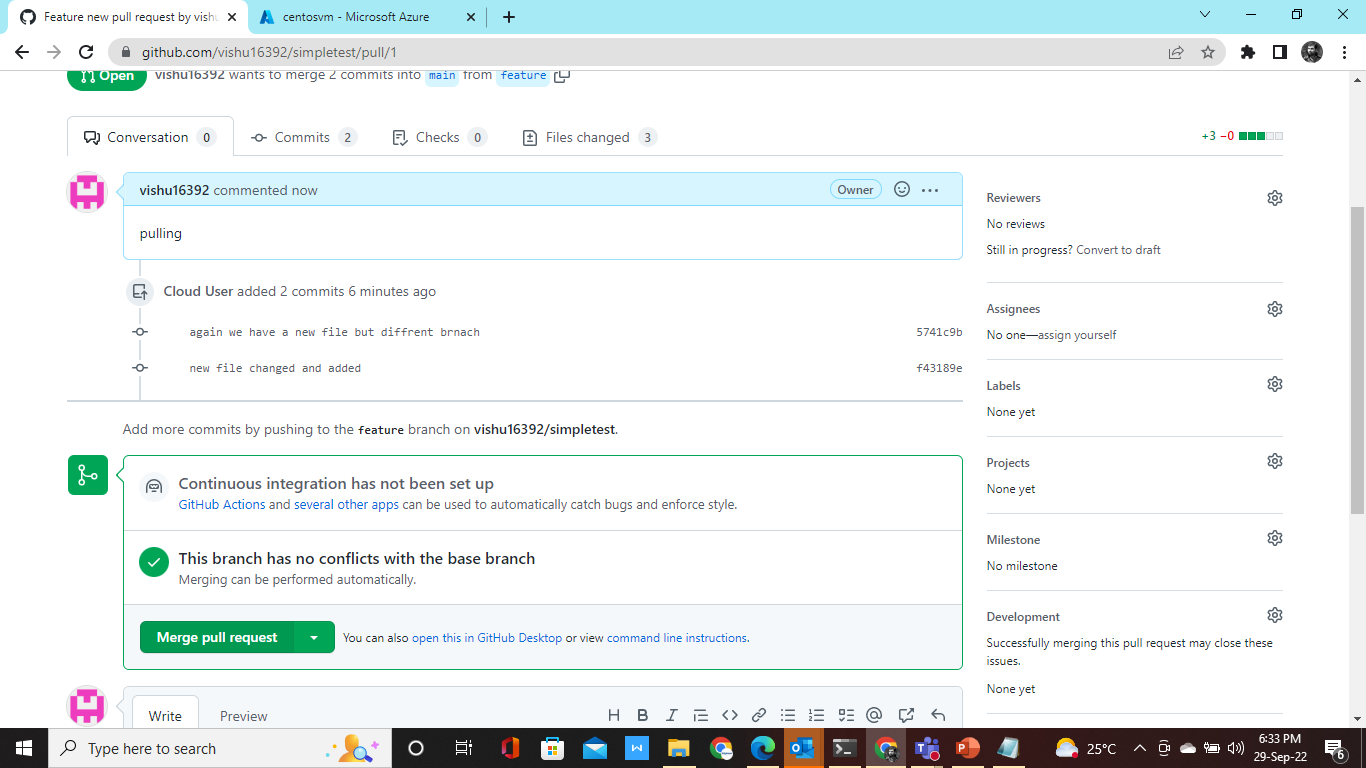 Feature new pull request by vishu
centosvm - Microsoft Azure
github.com/vishu16392/simpletest/pull/1
Open vishu16392 wants to merge 2 commits into main from feature
Conversation 0 Commits 2 Checks 0 Files changed 3 +3 −0
vishu16392 commented now Owner
pulling
Cloud User added 2 commits 6 minutes ago
again we have a new file but diffrent brnach 5741c9b
new file changed and added f43189e
Add more commits by pushing to the feature branch on vishu16392/simpletest.
Continuous integration has not been set up
GitHub Actions and several other apps can be used to automatically catch bugs and enforce style.
This branch has no conflicts with the base branch
Merging can be performed automatically.
Merge pull request You can also open this in GitHub Desktop or view command line instructions.
Write Preview
Reviewers
No reviews
Still in progress? Convert to draft
Assignees
No one—assign yourself
Labels
None yet
Projects
None yet
Milestone
No milestone
Development
Successfully merging this pull request may close these
issues.
None yet
Type here to search
25°C
6:33 PM
29-Sep-22
6